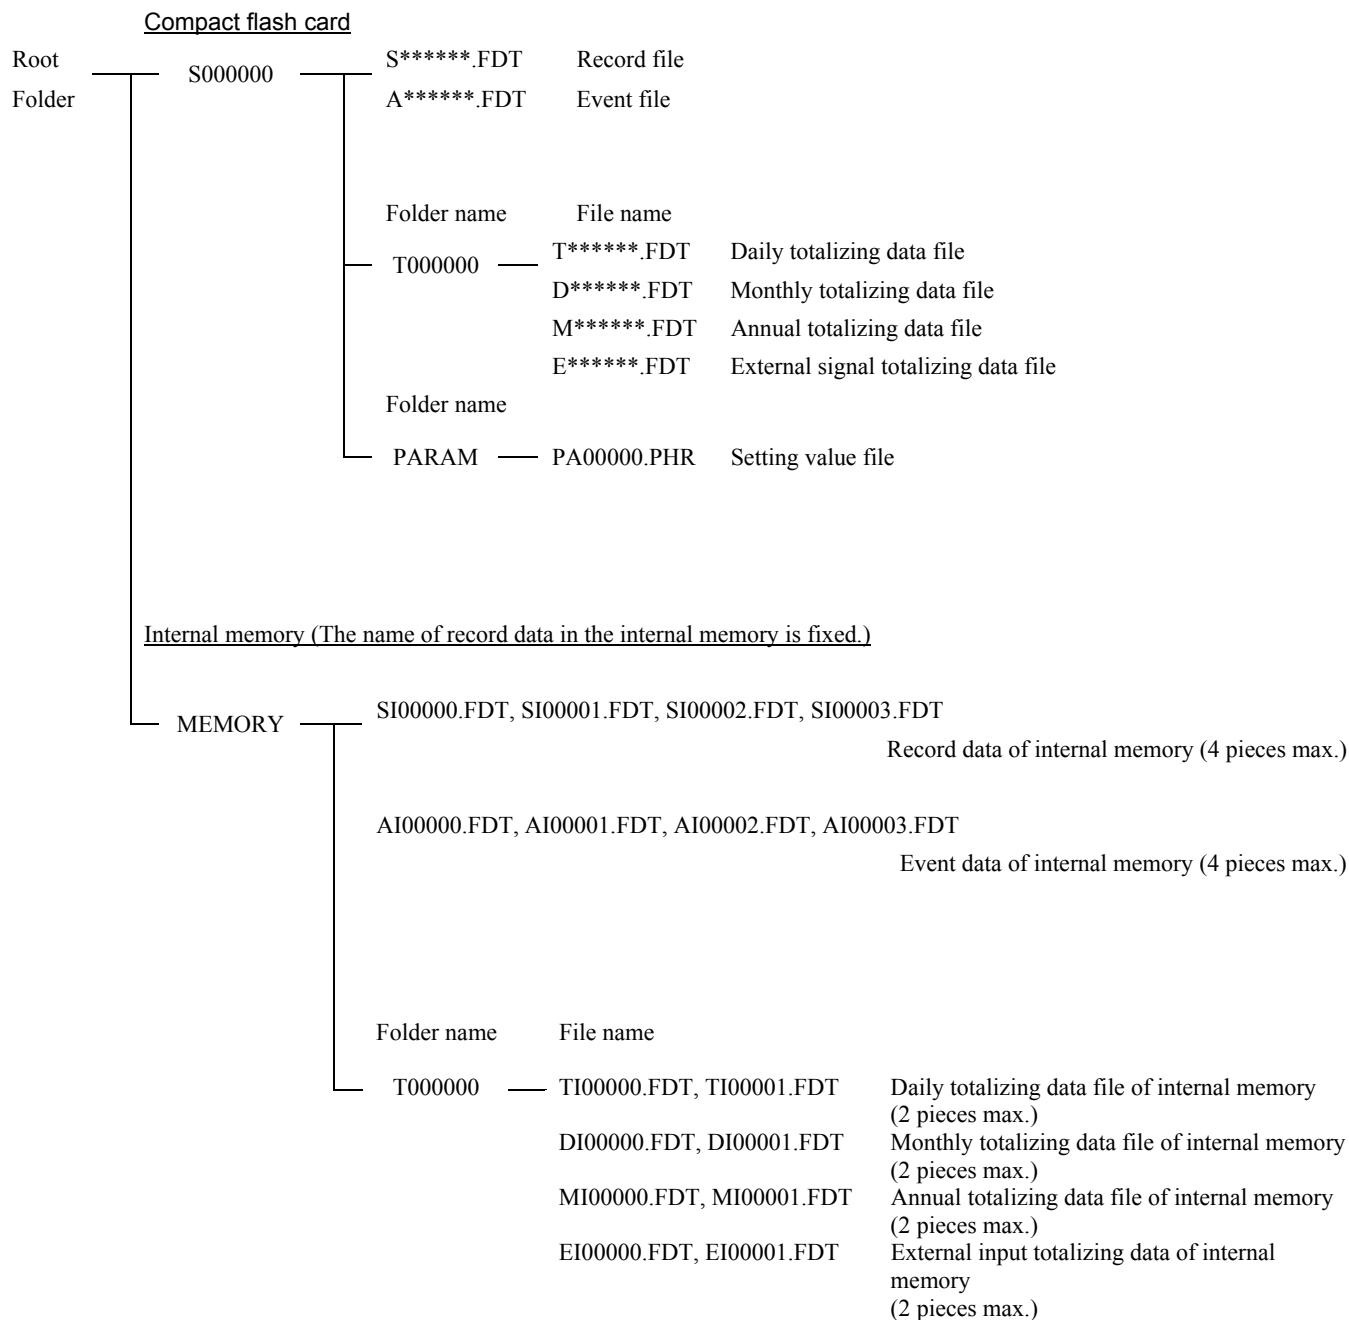 Compact flash card
Root
Folder
S000000
S******.FDT Record file
A******.FDT Event file
Folder name File name
T000000
T******.FDT Daily totalizing data file
D******.FDT Monthly totalizing data file
M******.FDT Annual totalizing data file
E******.FDT External signal totalizing data file
Folder name
PARAM PA00000.PHR Setting value file
Internal memory (The name of record data in the internal memory is fixed.)
MEMORY
SI00000.FDT, SI00001.FDT, SI00002.FDT, SI00003.FDT
Record data of internal memory (4 pieces max.)
AI00000.FDT, AI00001.FDT, AI00002.FDT, AI00003.FDT
Event data of internal memory (4 pieces max.)
Folder name File name
T000000 TI00000.FDT, TI00001.FDT Daily totalizing data file of internal memory
(2 pieces max.)
DI00000.FDT, DI00001.FDT Monthly totalizing data file of internal memory
(2 pieces max.)
MI00000.FDT, MI00001.FDT Annual totalizing data file of internal memory
(2 pieces max.)
EI00000.FDT, EI00001.FDT External input totalizing data of internal
memory
(2 pieces max.)